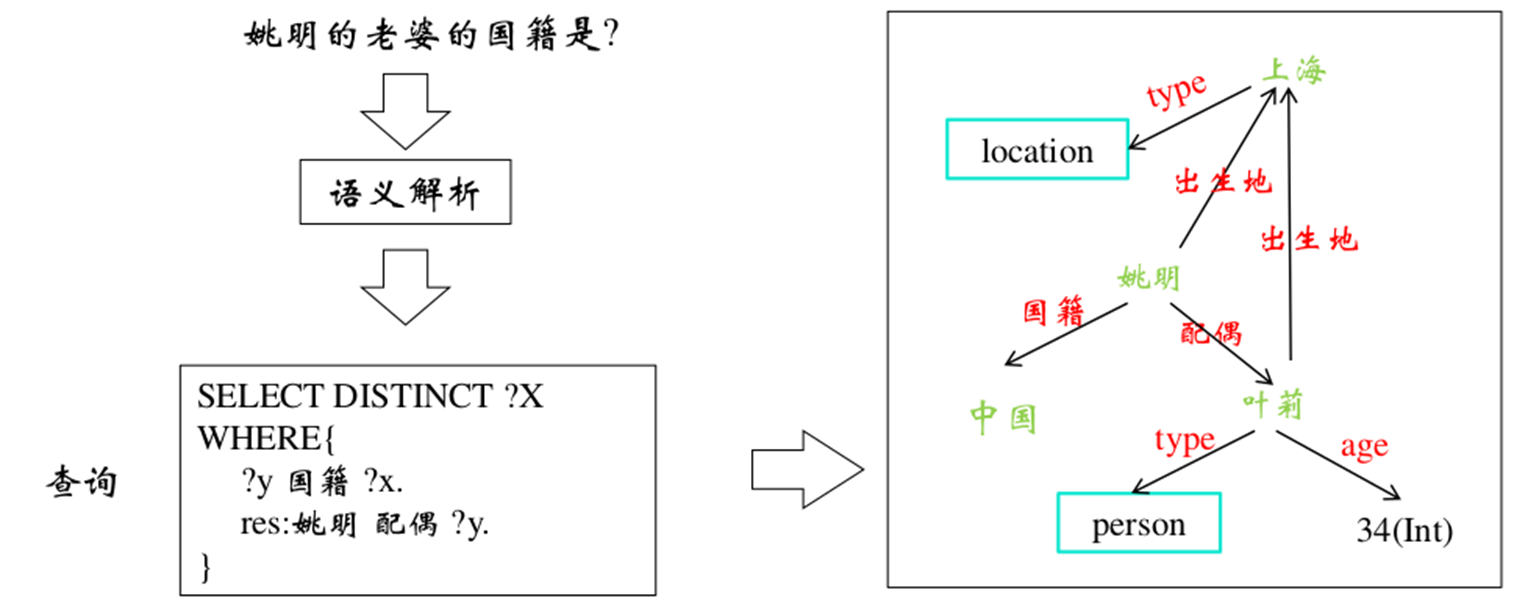 姚明的老婆的国籍是?
语义解析
查询
SELECT DISTINCT ?X
WHERE{
?y 国籍 ?x.
res:姚明 配偶 ?y.
}
上海
type
location
出生地
出生地
姚明
国籍
配偶
中国
叶莉
type
age
person
34(Int)